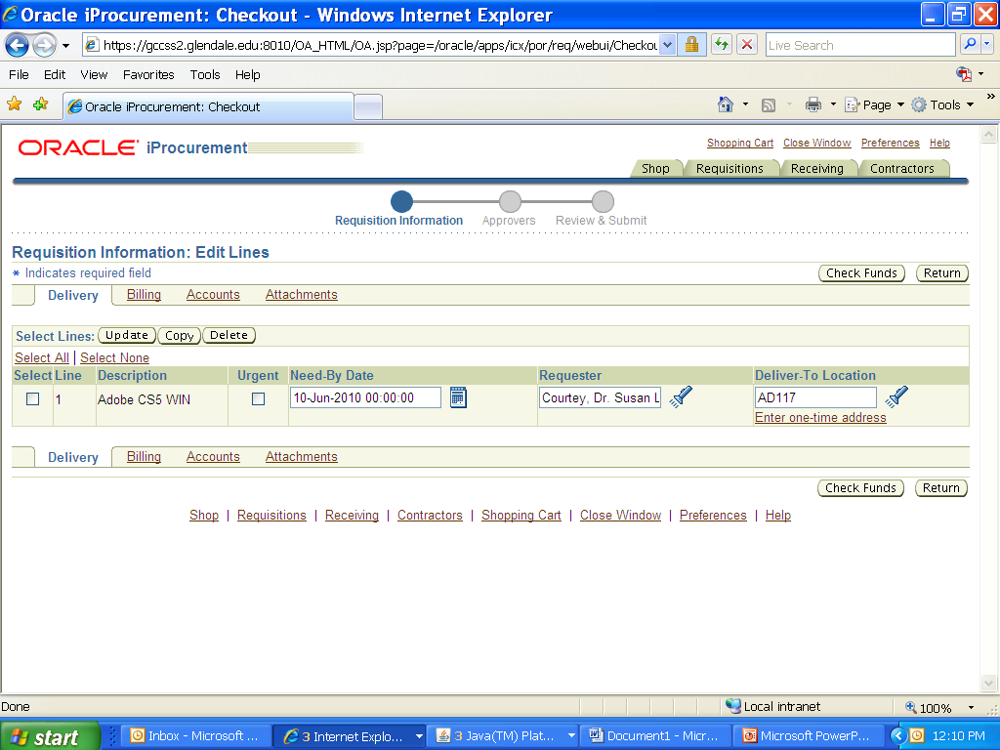 Oracle iProcurement: Checkout - Windows Internet Explorer
https://gccss2.glendale.edu:8010/OA_HTML/OA.jsp?page=/oracle/apps/icx/por/req/webui/Checkou
Live Search
File Edit View Favorites Tools Help
Oracle iProcurement: Checkout
Page Tools »
ORACLE iProcurement
Shopping Cart Close Window Preferences Help
Shop Requisitions Receiving Contractors
Requisition Information Approvers Review & Submit
Requisition Information: Edit Lines
* Indicates required field
Check Funds Return
Delivery Billing Accounts Attachments
Select Lines: Update Copy Delete
Select All | Select None
Select Line Description Urgent Need-By Date Requester Deliver-To Location
1 Adobe CS5 WIN 10-Jun-2010 00:00:00 Courtey, Dr. Susan L AD117
Enter one-time address
Delivery Billing Accounts Attachments
Check Funds Return
Shop | Requisitions | Receiving | Contractors | Shopping Cart | Close Window | Preferences | Help
Done Local intranet 100%
start Inbox - Microsoft ... 3 Internet Explo... 3 Java(TM) Plat... Document1 - Micr... Microsoft PowerP... 12:10 PM